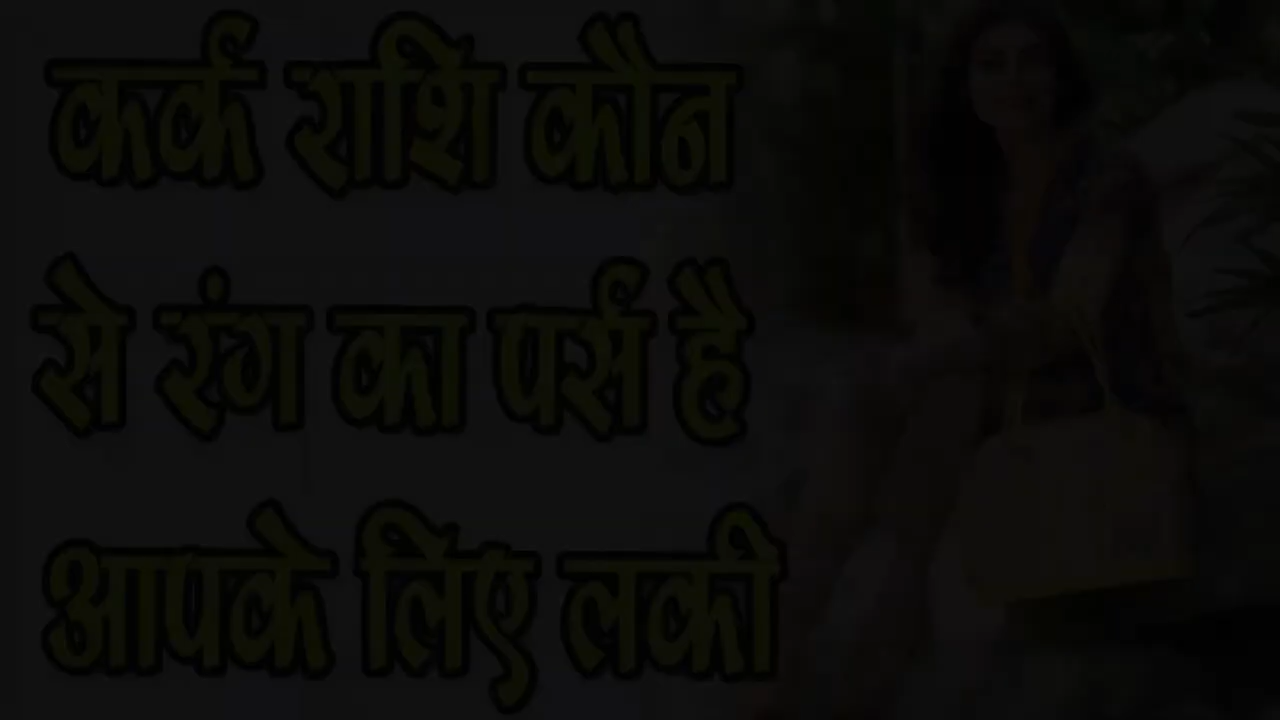 कर्क राशि कौन
से रंग का पर्स है
आपके लिए लकी